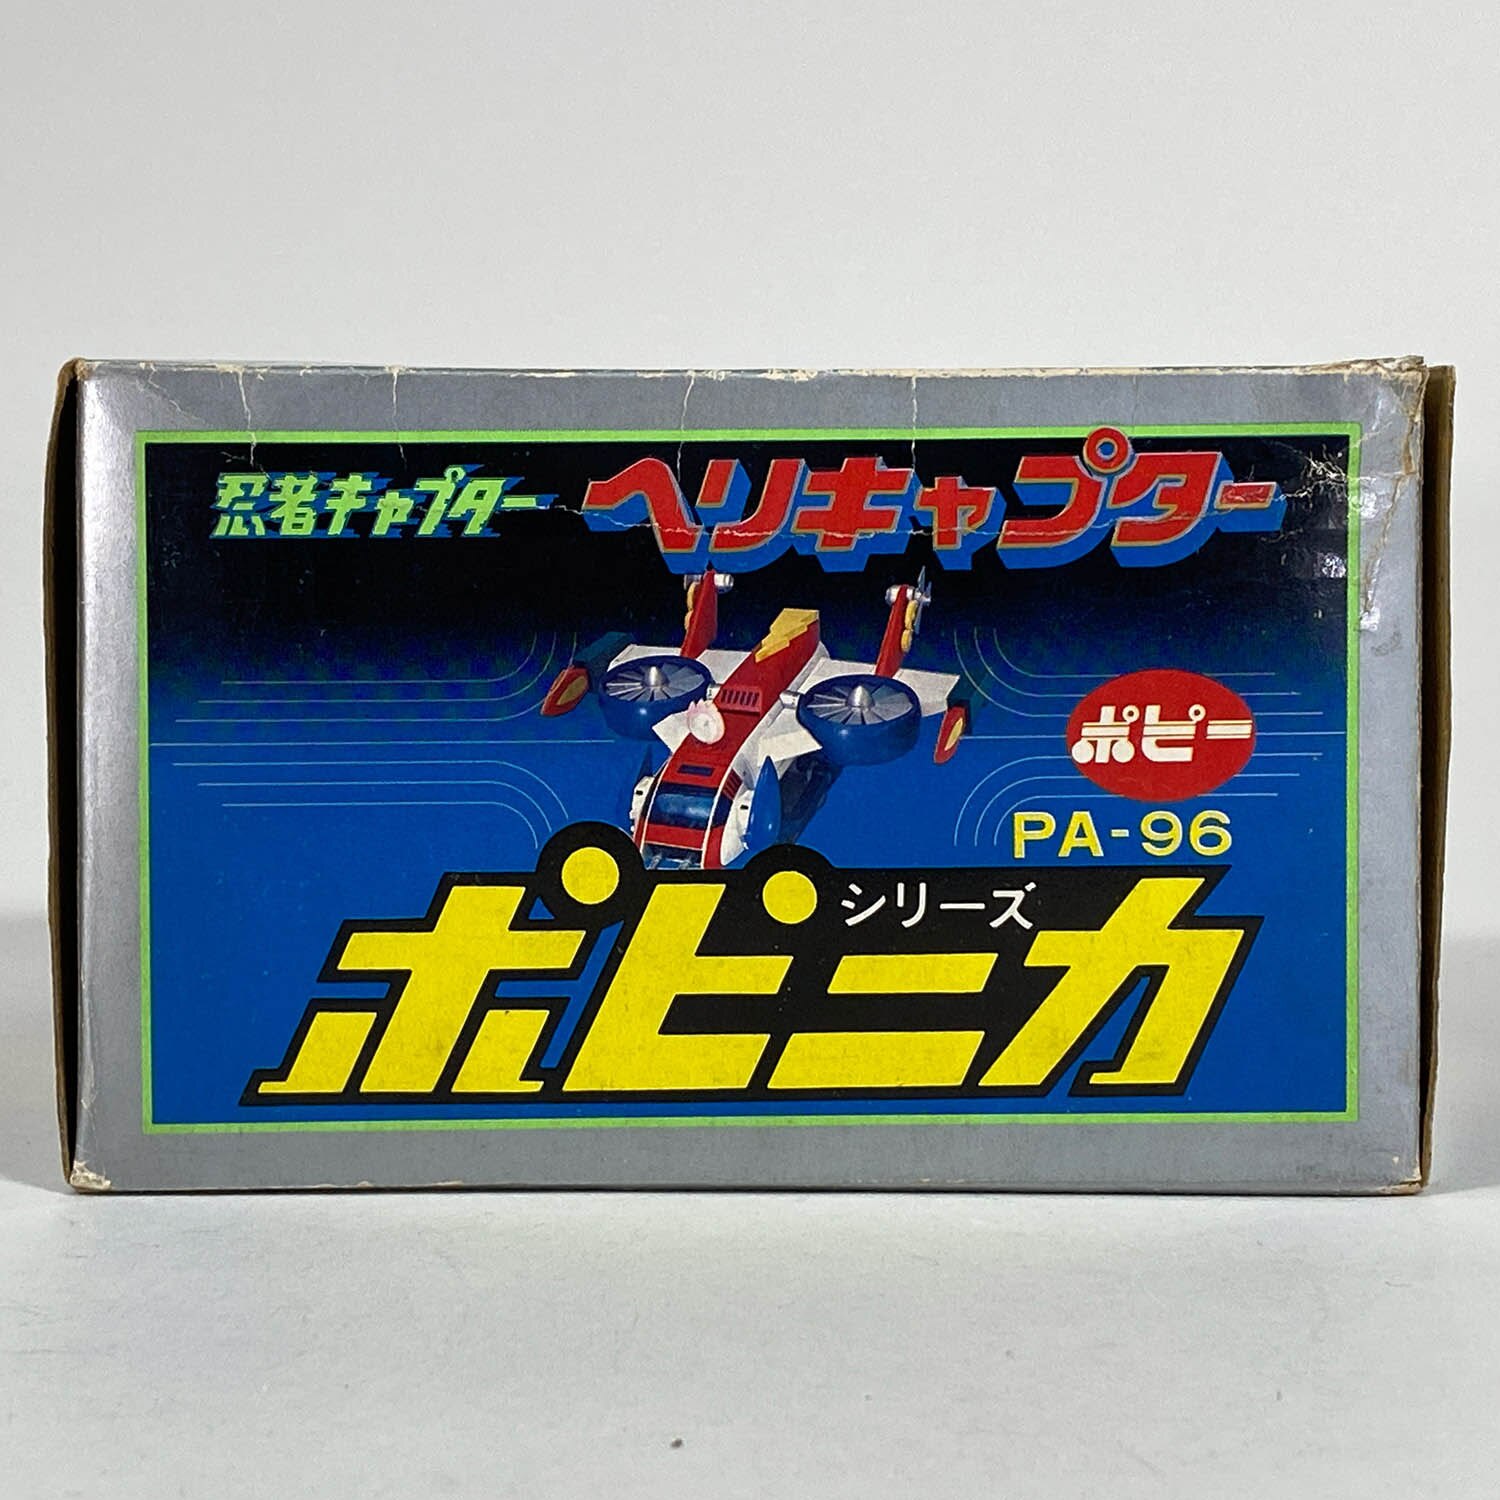 忍者キャプター
ヘリキャプター
ポピー
PA-96
シリーズ
ポピニカ